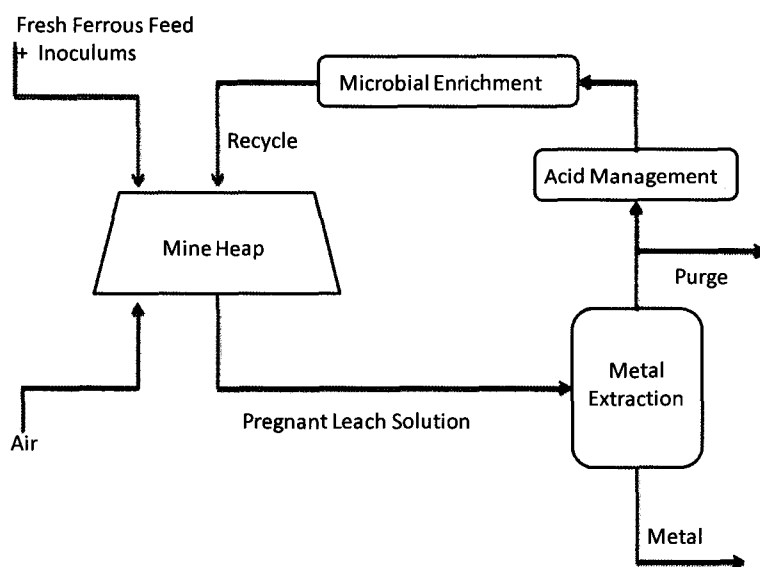 Fresh Ferrous Feed
+ Inoculums
Microbial Enrichment
Recycle
Acid Management
Mine Heap
Purge
Metal
Extraction
Pregnant Leach Solution
Air
Metal